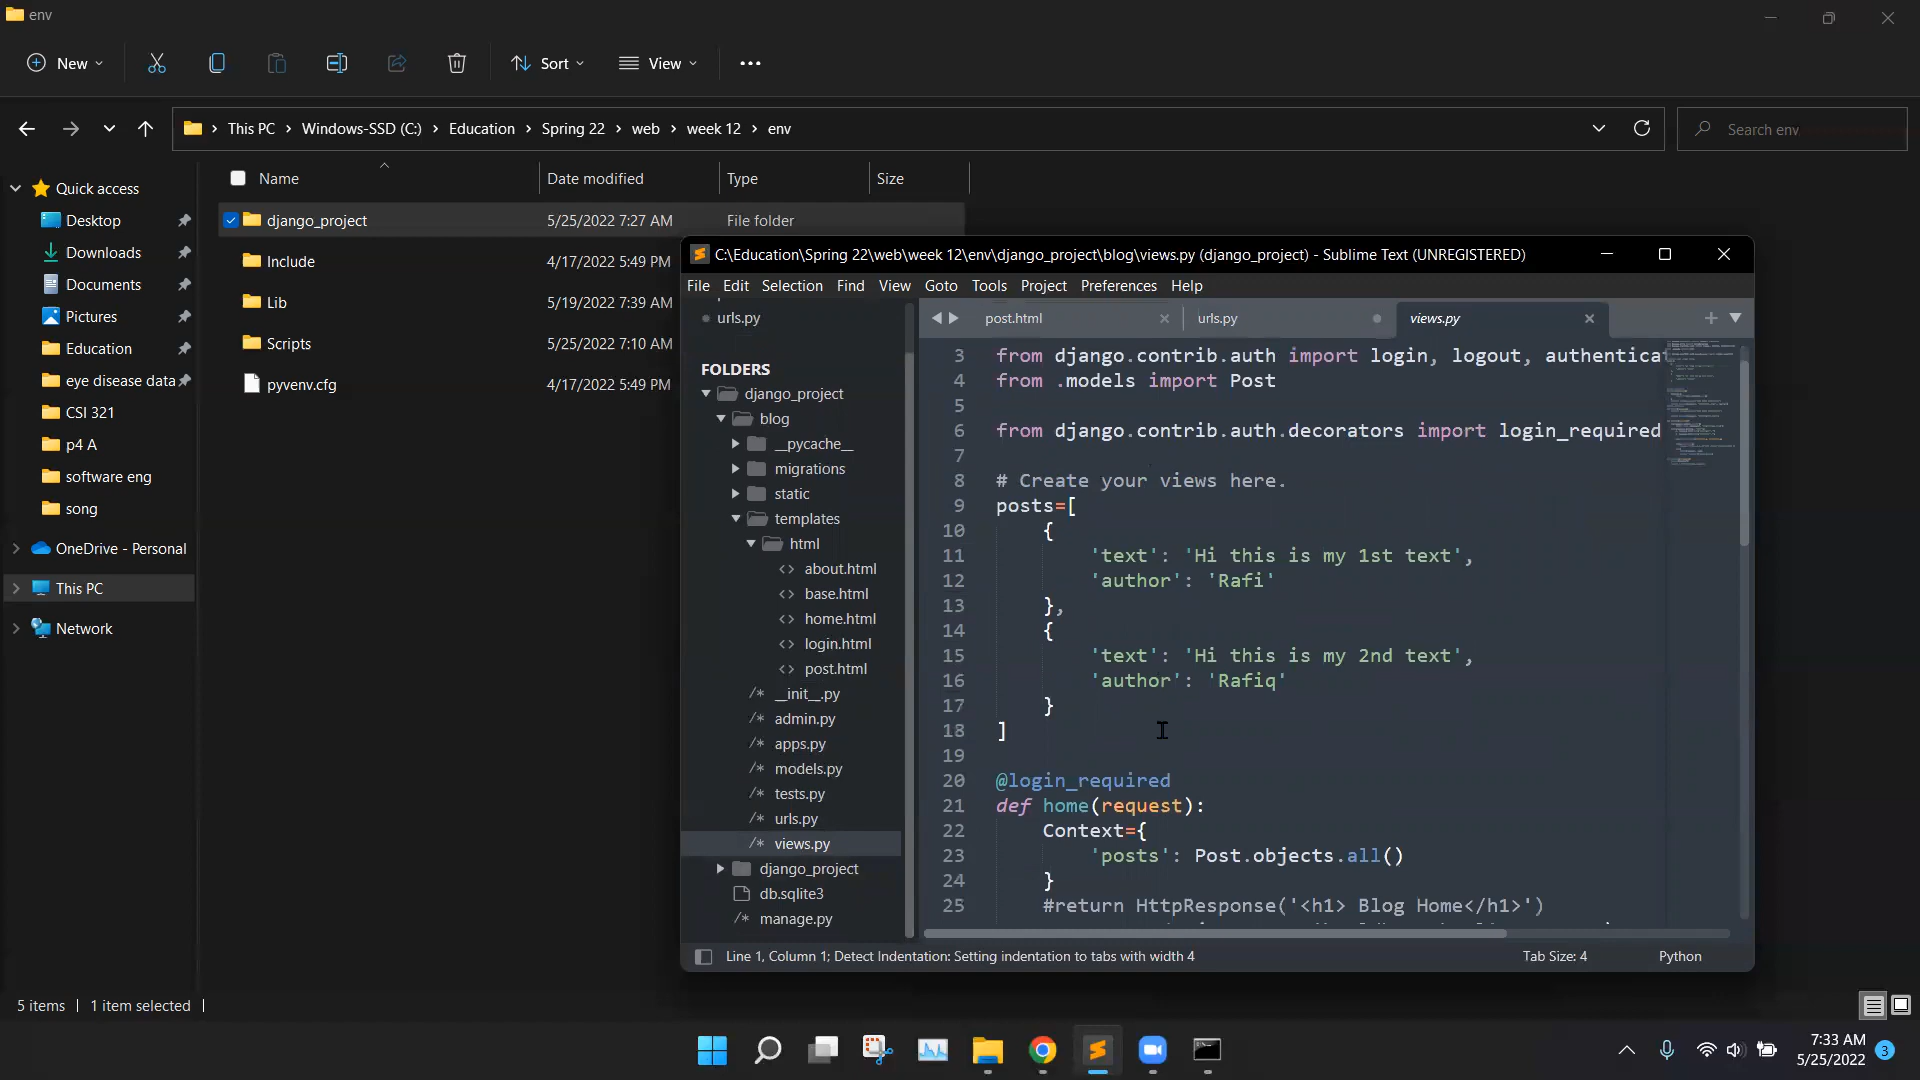 env
New
Sort
View
This PC
Windows-SSD (C:)
Education
Spring 22
web
week 12
env
Search env
Name
Date modified
Type
Size
Quick access
Desktop
Downloads
Documents
Pictures
Education
eye disease data
CSI 321
p4 A
software eng
song
OneDrive - Personal
This PC
Network
django_project 5/25/2022 7:27 AM File folder
Include 4/17/2022 5:49 PM
Lib 5/19/2022 7:39 AM
Scripts 5/25/2022 7:10 AM
pyvenv.cfg 4/17/2022 5:49 PM
C:\Education\Spring 22\web\week 12\env\django_project\blog\views.py (django_project) - Sublime Text (UNREGISTERED)
File Edit Selection Find View Goto Tools Project Preferences Help
urls.py
FOLDERS
django_project
blog
__pycache__
migrations
static
templates
html
<> about.html
<> base.html
<> home.html
<> login.html
<> post.html
/* __init__.py
/* admin.py
/* apps.py
/* models.py
/* tests.py
/* urls.py
/* views.py
django_project
db.sqlite3
/* manage.py
post.html
urls.py
views.py
3 from django.contrib.auth import login, logout, authenticat
4 from .models import Post
5
6 from django.contrib.auth.decorators import login_required
7
8 # Create your views here.
9 posts=[
10 {
11 'text': 'Hi this is my 1st text',
12 'author': 'Rafi'
13 },
14 {
15 'text': 'Hi this is my 2nd text',
16 'author': 'Rafiq'
17 }
18 ]
19
20 @login_required
21 def home(request):
22 Context={
23 'posts': Post.objects.all()
24 }
25 #return HttpResponse('<h1> Blog Home</h1>')
Line 1, Column 1; Detect Indentation: Setting indentation to tabs with width 4
Tab Size: 4
Python
5 items
1 item selected
7:33 AM
5/25/2022
3